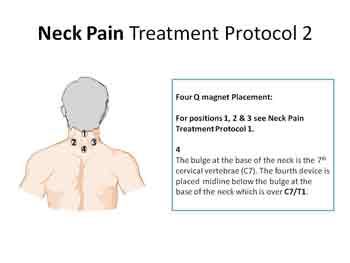 Neck Pain Treatment Protocol 2
1
2 3
4
Four Q magnet Placement:
For positions 1, 2 & 3 see Neck Pain
Treatment Protocol 1.
4
The bulge at the base of the neck is the 7th
cervical vertebrae (C7). The fourth device is
placed midline below the bulge at the
base of the neck which is over C7/T1.